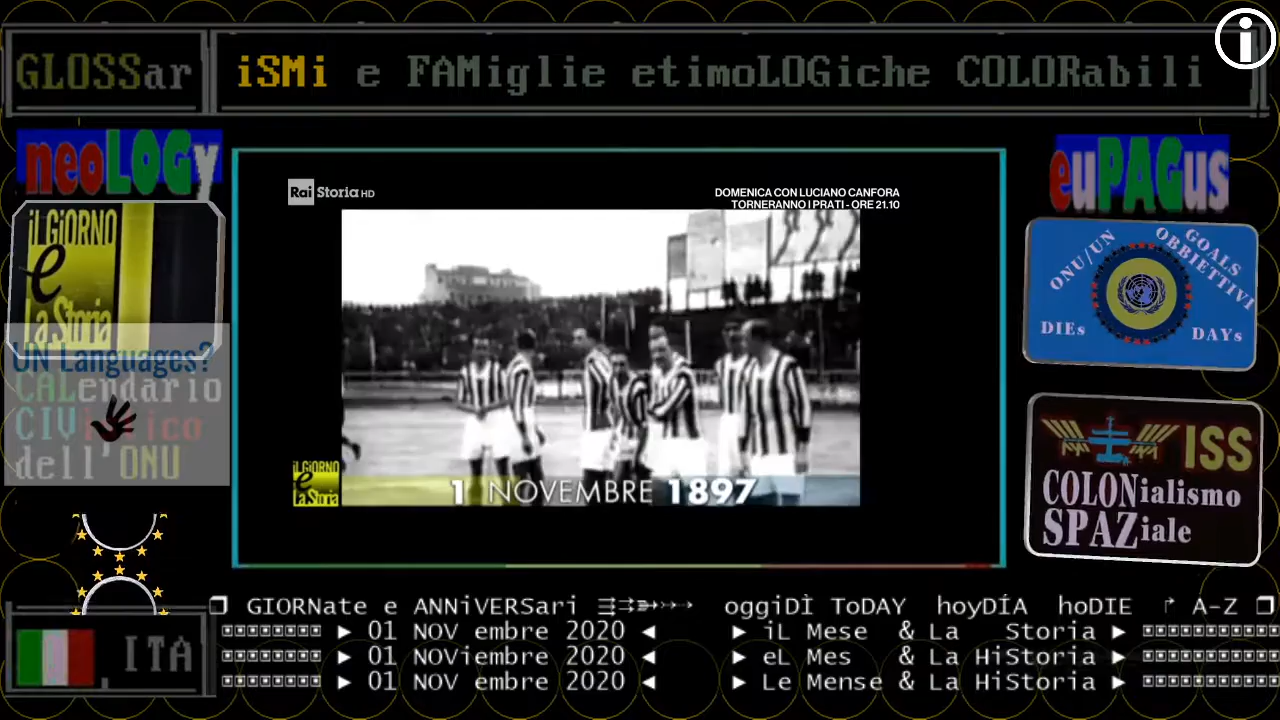 GLOSSar
iSMi e FAMiglie etimoLOGiche COLORabili
neoLOGy
euPAGus
iL GiORNO
e
La Storia
Rai Storia HD
DOMENICA CON LUCIANO CANFORA
TORNERANNO I PRATI - ORE 21.10
iL GiORNO
e
La Storia
1 NOVEMBRE 1897
ONU/UN
GOALS
OBBIETTIVI
DIEs
DAYs
UN Languages?
CALendario
CIVico
dell'ONU
ISS
COLONialismo
SPAZiale
GIORNate e ANNiVERSari
oggiDÌ ToDAY hoyDÍA hoDIE
A-Z
▶ 01 NOV embre 2020 ◀ ▶ iL Mese & La Storia ▶
▶ 01 NOViembre 2020 ◀ ▶ eL Mes & La HiStoria ▶
▶ 01 NOV embre 2020 ◀ ▶ Le Mense & La HiStoria ▶
ITA